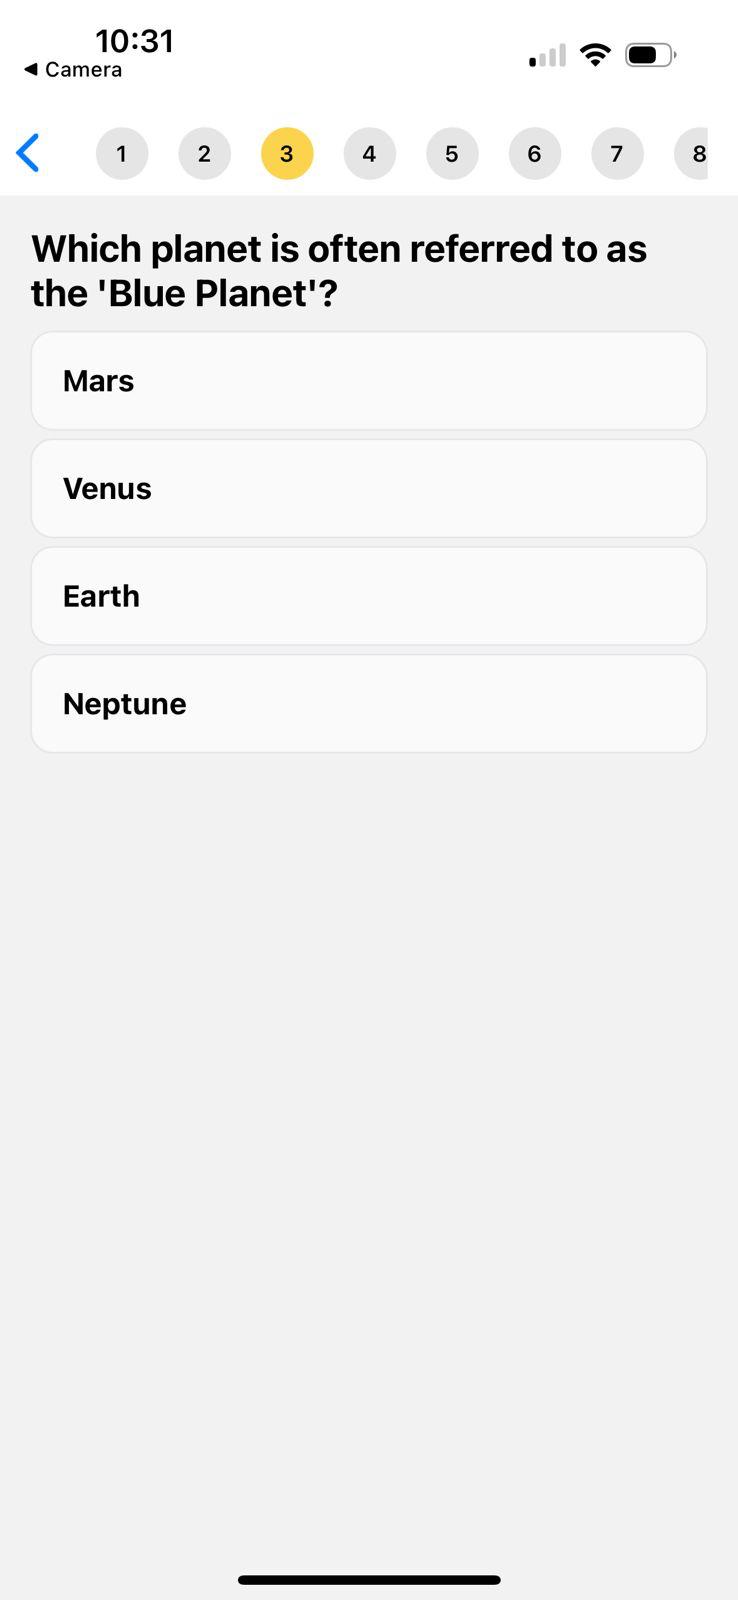 10:31
◀ Camera
1 2 3 4 5 6 7 8
Which planet is often referred to as
the 'Blue Planet'?
Mars
Venus
Earth
Neptune